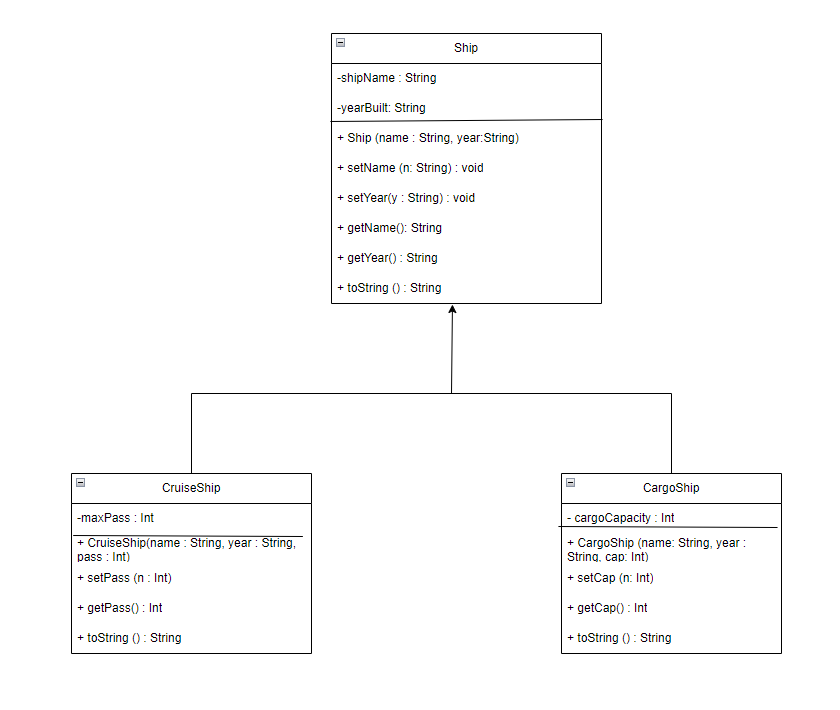 Ship
-shipName : String
-yearBuilt: String
+ Ship (name : String, year:String)
+ setName (n: String) : void
+ setYear(y : String) : void
+ getName(): String
+ getYear() : String
+ toString () : String
CruiseShip
-maxPass : Int
+ CruiseShip(name : String, year : String,
pass : Int)
+ setPass (n : Int)
+ getPass() : Int
+ toString () : String
CargoShip
- cargoCapacity : Int
+ CargoShip (name: String, year :
String, cap: Int)
+ setCap (n: Int)
+ getCap() : Int
+ toString () : String